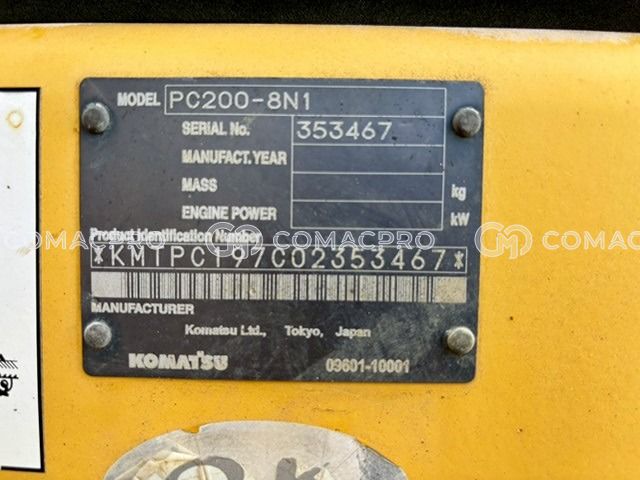 MODEL PC200-8N1
SERIAL No. 353467
MANUFACT.YEAR
MASS kg
ENGINE POWER kW
Product Identification Number
COMACPRO COMACPRO COMACPRO
*KMTPC197C02353467*
MANUFACTURER
Komatsu Ltd., Tokyo, Japan
KOMATSU 09601-10001